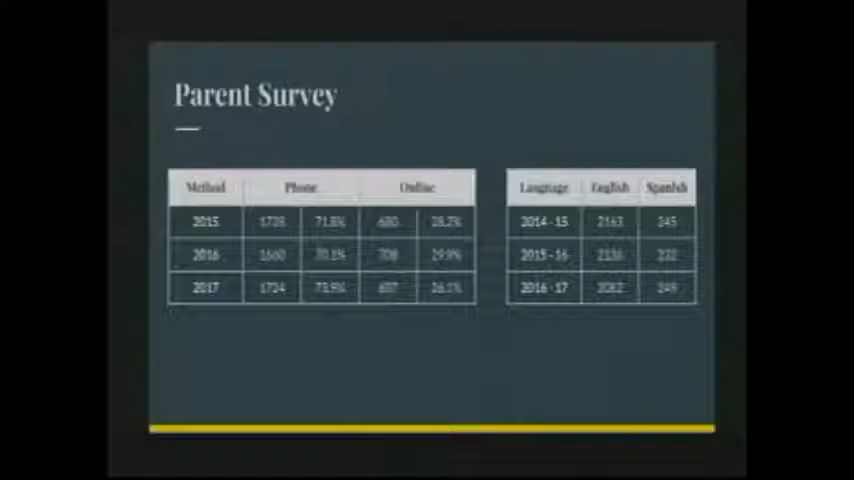 Parent Survey
Method Phone Online
2015 1728 71.8% 680 28.2%
2016 1660 70.1% 708 29.9%
2017 1724 73.9% 607 26.1%
Language English Spanish
2014 - 15 2163 245
2015 - 16 2136 232
2016 - 17 2082 249